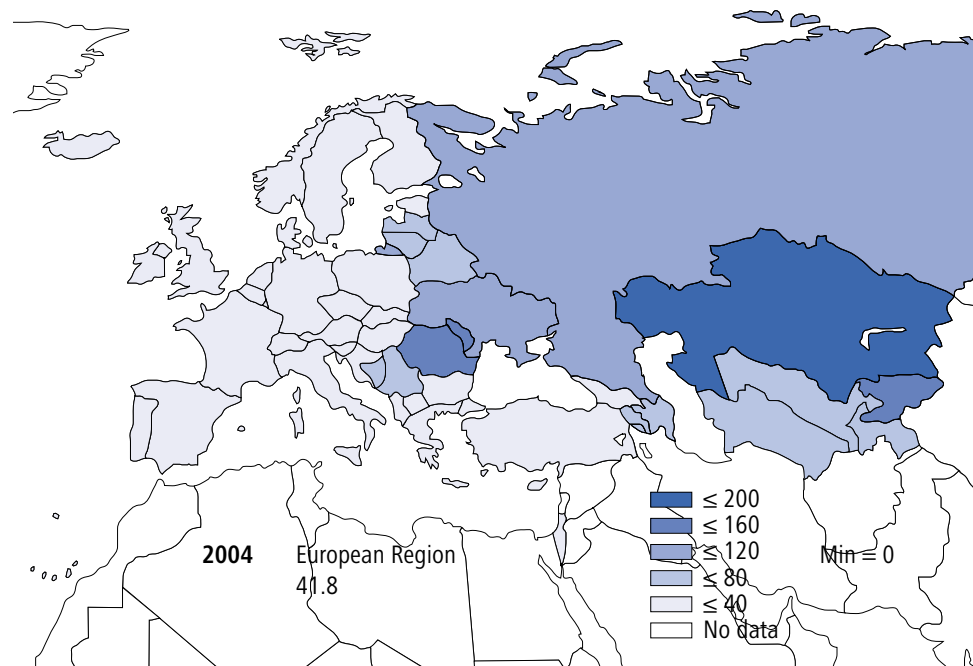 ≤ 200
≤ 160
2004 European Region ≤ 120 Min = 0
41.8 ≤ 80
≤ 40
No data